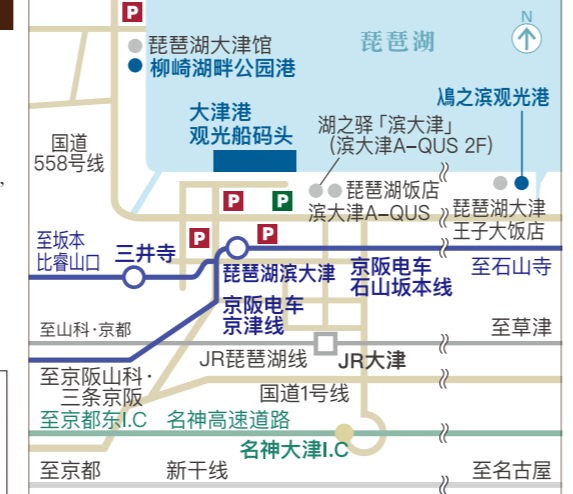 P
N
琵琶湖大津馆
琵琶湖
柳崎湖畔公园港
大津港
观光船码头
之滨观光港
湖之驿「滨大津」
(滨大津A-QUS 2F)
国道
558号线
P
P
琵琶湖饭店
滨大津A-QUS
琵琶湖大津
王子大饭店
至坂本
比睿山口
三井寺
P
P
琵琶湖滨大津
京阪电车
石山坂本线
至石山寺
京阪电车
京津线
至山科·京都
至草津
JR琵琶湖线
JR大津
至京阪山科·
三条京阪
国道1号线
至京都东I.C
名神高速道路
名神大津I.C
至京都
新干线
至名古屋